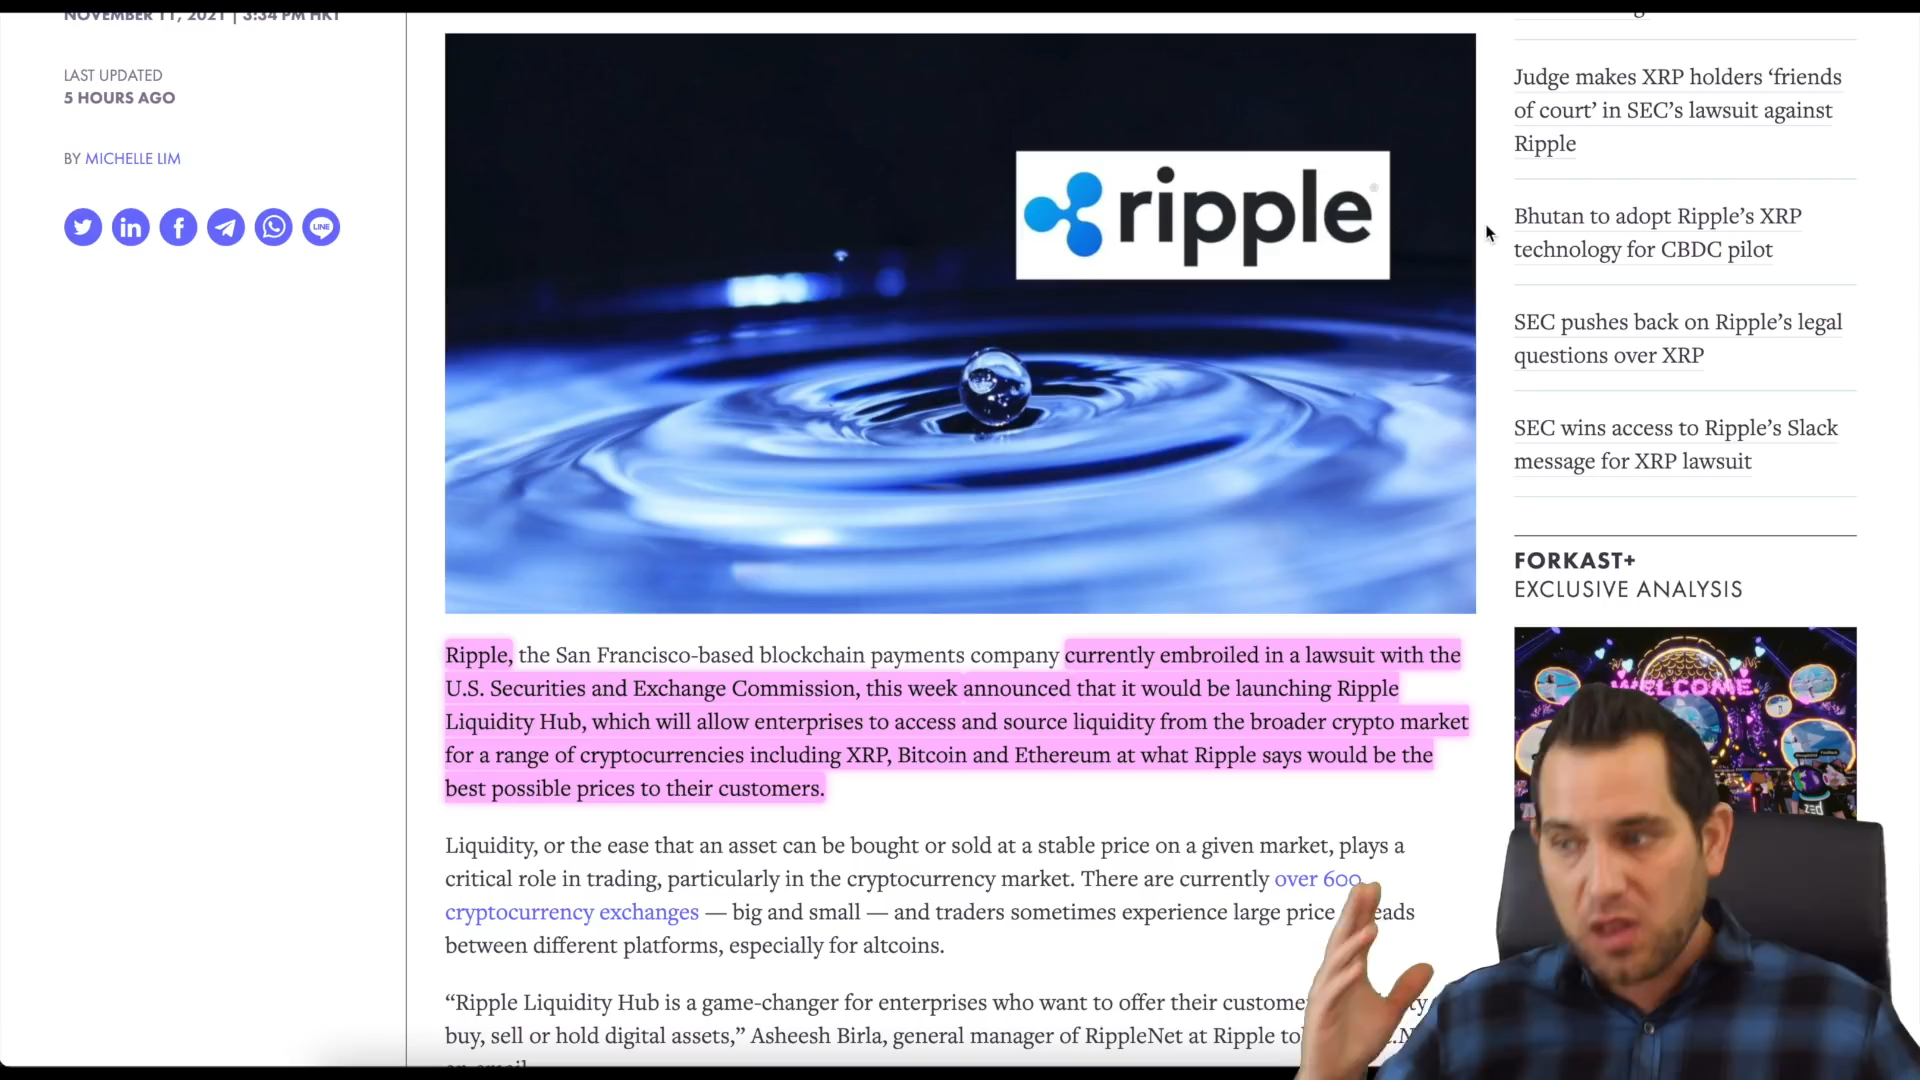 NOVEMBER 11, 2021 | 3:34 PM HKT
LAST UPDATED
5 HOURS AGO
BY MICHELLE LIM
LINE
ripple
Ripple, the San Francisco-based blockchain payments company currently embroiled in a lawsuit with the
U.S. Securities and Exchange Commission, this week announced that it would be launching Ripple
Liquidity Hub, which will allow enterprises to access and source liquidity from the broader crypto market
for a range of cryptocurrencies including XRP, Bitcoin and Ethereum at what Ripple says would be the
best possible prices to their customers.
Liquidity, or the ease that an asset can be bought or sold at a stable price on a given market, plays a
critical role in trading, particularly in the cryptocurrency market. There are currently over 600
cryptocurrency exchanges — big and small — and traders sometimes experience large price
between different platforms, especially for altcoins.
“Ripple Liquidity Hub is a game-changer for enterprises who want to offer their
buy, sell or hold digital assets,” Asheesh Birla, general manager of RippleNet at Ripple
Judge makes XRP holders ‘friends
of court’ in SEC’s lawsuit against
Ripple
Bhutan to adopt Ripple’s XRP
technology for CBDC pilot
SEC pushes back on Ripple’s legal
questions over XRP
SEC wins access to Ripple’s Slack
message for XRP lawsuit
FORKAST+
EXCLUSIVE ANALYSIS
WELCOME
zed